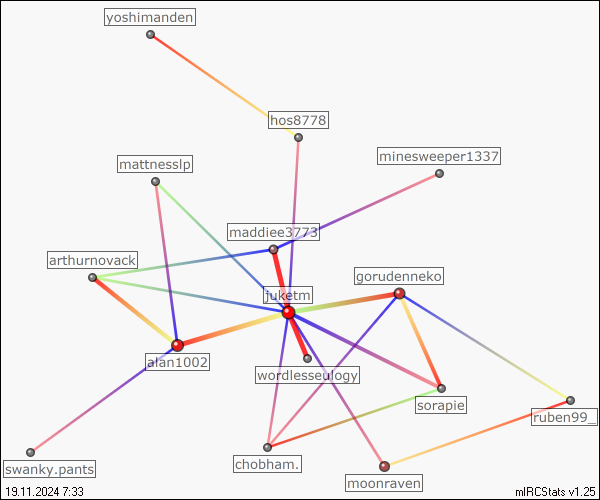 yoshimanden
hos8778
minesweeper1337
mattnesslp
maddiee3773
arthurnovack
gorudenneko
juketm
alan1002
wordlesseulogy
sorapie
ruben99_
swanky.pants
chobham.
moonraven
19.11.2024 7:33
mIRCStats v1.25